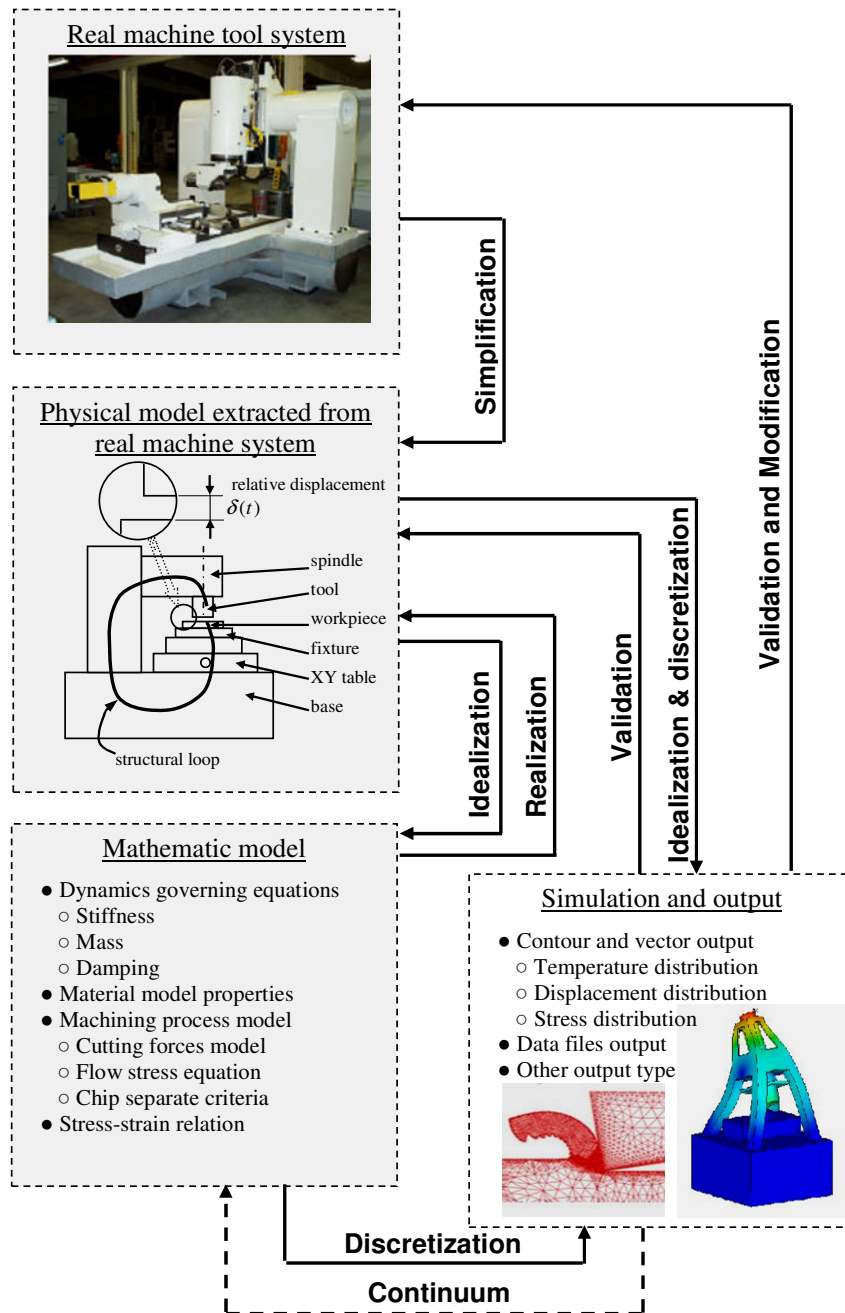 Real machine tool system
Simplification
Validation and Modification
Physical model extracted from
real machine system
relative displacement
δ(t)
spindle
tool
workpiece
fixture
XY table
base
structural loop
Idealization
Realization
Validation
Idealization & discretization
Mathematic model
● Dynamics governing equations
○ Stiffness
○ Mass
○ Damping
● Material model properties
● Machining process model
○ Cutting forces model
○ Flow stress equation
○ Chip separate criteria
● Stress-strain relation
Simulation and output
● Contour and vector output
○ Temperature distribution
○ Displacement distribution
○ Stress distribution
● Data files output
● Other output type
Discretization
Continuum